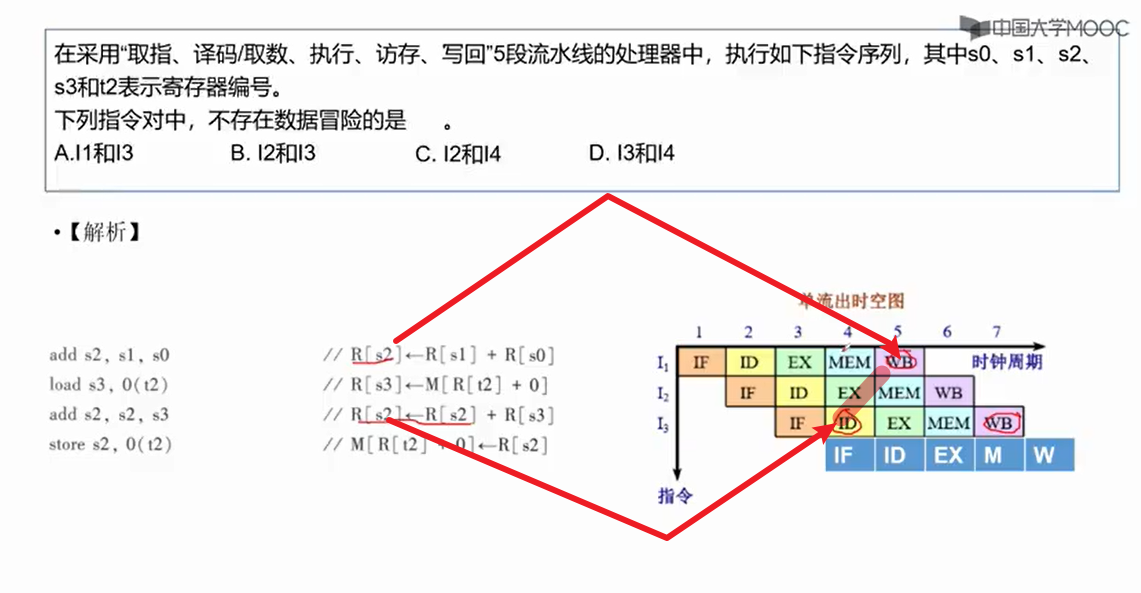 中国大学MOOC
在采用“取指、译码/取数、执行、访存、写回”5段流水线的处理器中，执行如下指令序列，其中s0、s1、s2、
s3和t2表示寄存器编号。
下列指令对中，不存在数据冒险的是 。
A.I1和I3 B. I2和I3 C. I2和I4 D. I3和I4
•【解析】
单流出时空图
1 2 3 4 5 6 7
add s2, s1, s0 // R[s2]←R[s1] + R[s0]
I1 IF ID EX MEM WB 时钟周期
load s3, 0(t2) // R[s3]←M[R[t2] + 0]
I2 IF ID EX MEM WB
add s2, s2, s3 // R[s2]←R[s2] + R[s3]
I3 IF ID EX MEM WB
store s2, 0(t2) // M[R[t2] + 0]←R[s2]
IF ID EX M W
指令